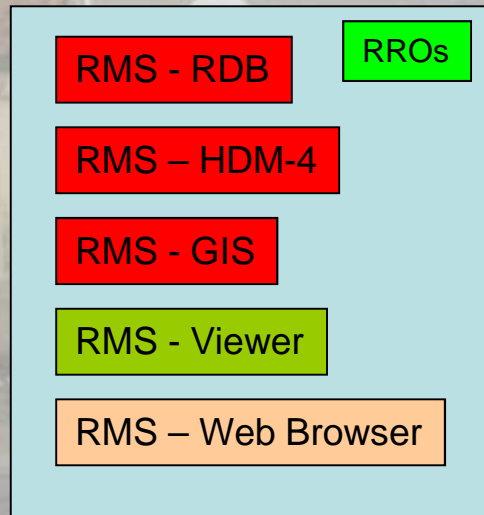 RROs
RMS - RDB
RMS – HDM-4
RMS - GIS
RMS - Viewer
RMS – Web Browser